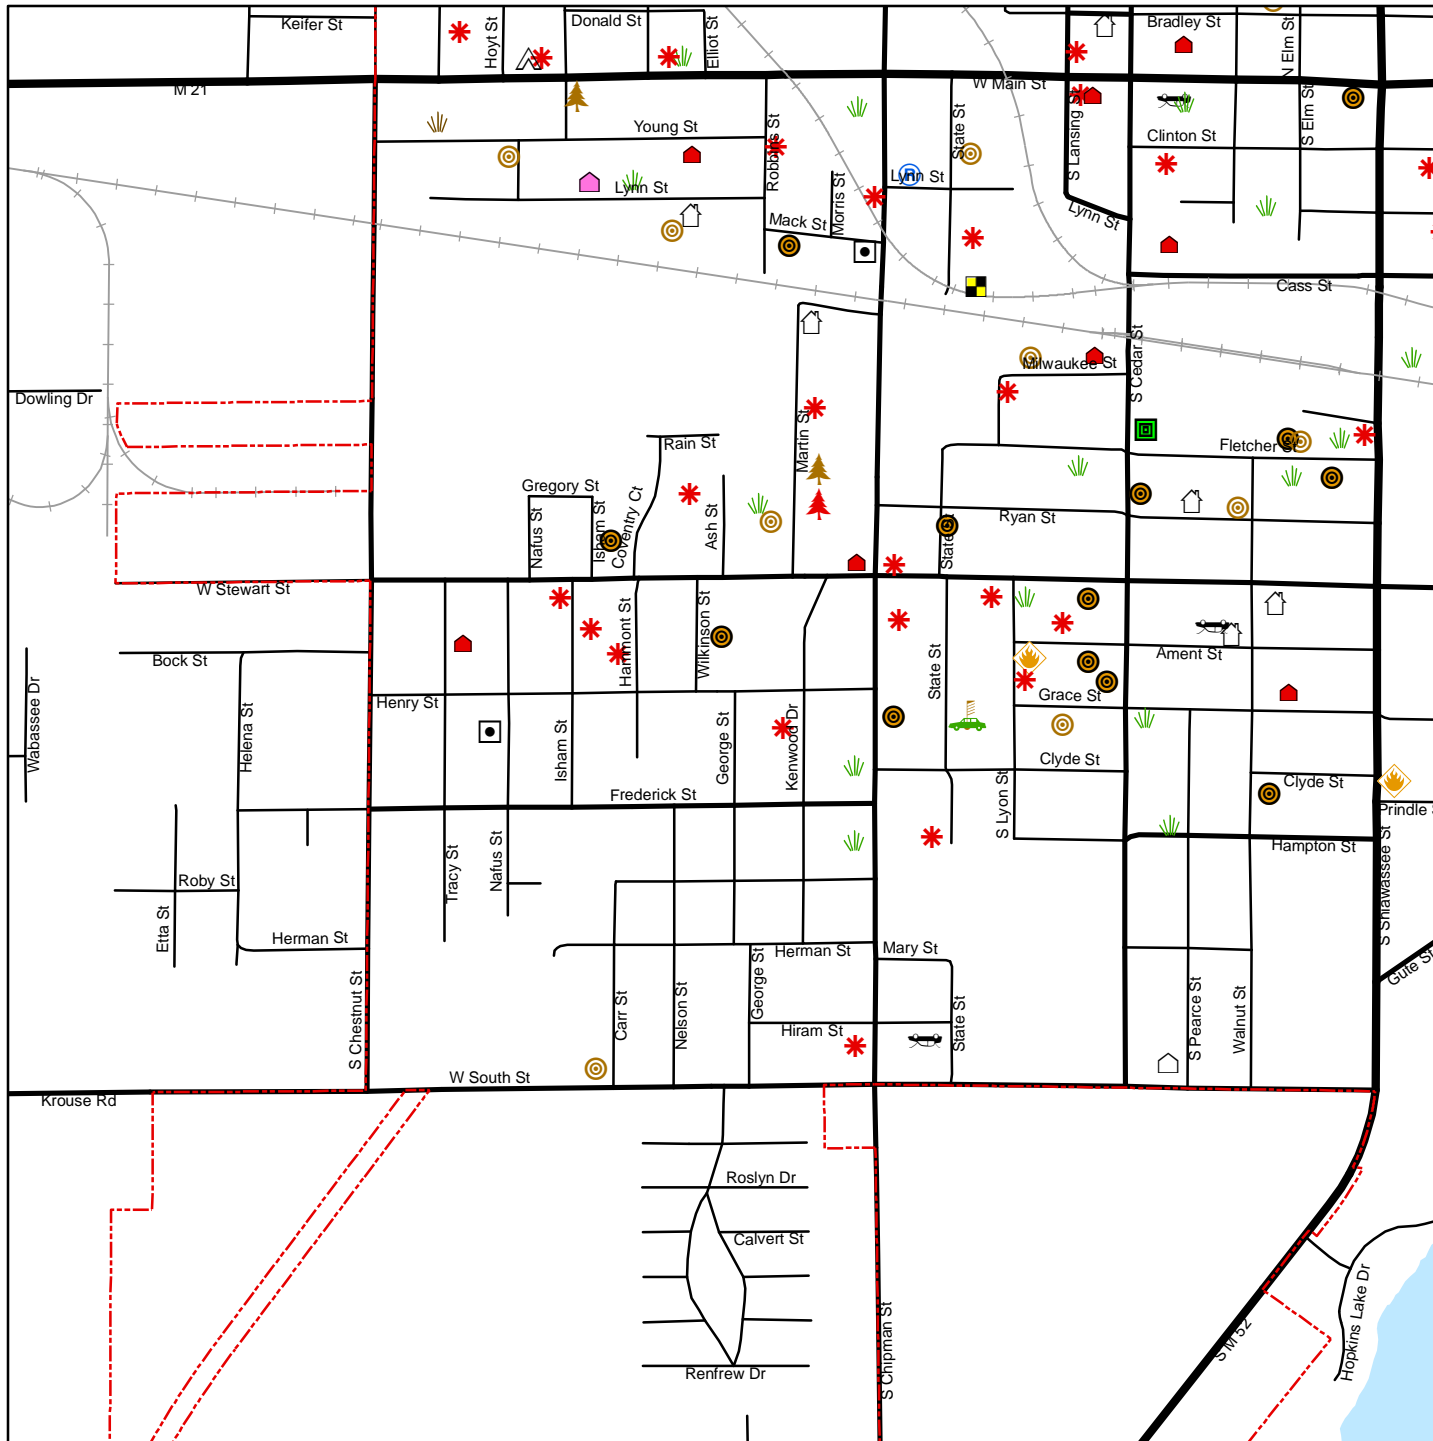 Keifer St
Hoyt St
Donald St
Elliot St
Bradley St
N Elm St
M 21
W Main St
Young St
Robbins St
State St
S Lansing St
Clinton St
S Elm St
Lynn St
Morris St
R
Lynn St
Mack St
Lynn St
Cass St
Milwaukee St
S Cedar St
Dowling Dr
Rain St
Martin St
Fletcher St
Gregory St
Nafus St
Isham St
Coventry Ct
Ash St
State St
Ryan St
W Stewart St
Hammont St
Wilkinson St
State St
Ament St
Bock St
Wabassee Dr
Helena St
Henry St
Isham St
George St
Kenwood Dr
Grace St
Clyde St
S Lyon St
Clyde St
Prindle S
Frederick St
Hampton St
Tracy St
Nafus St
S Shiawassee St
Roby St
Etta St
Herman St
Herman St
Mary St
Gute St
S Chestnut St
Carr St
Nelson St
George St
Hiram St
State St
S Pearce St
Walnut St
W South St
Krouse Rd
Roslyn Dr
Calvert St
Renfrew Dr
S Chipman St
S M 52
Hopkins Lake Dr